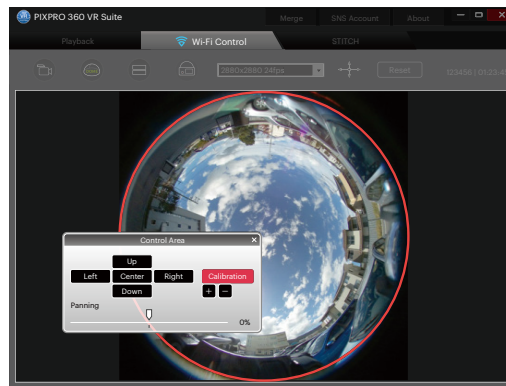 PIXPRO 360 VR Suite
Merge
SNS Account
About
Playback
Wi-Fi Control
STITCH
2880x2880 24fps
Reset
Control Area
Up
Left
Center
Right
Calibration
Down
Panning
0%